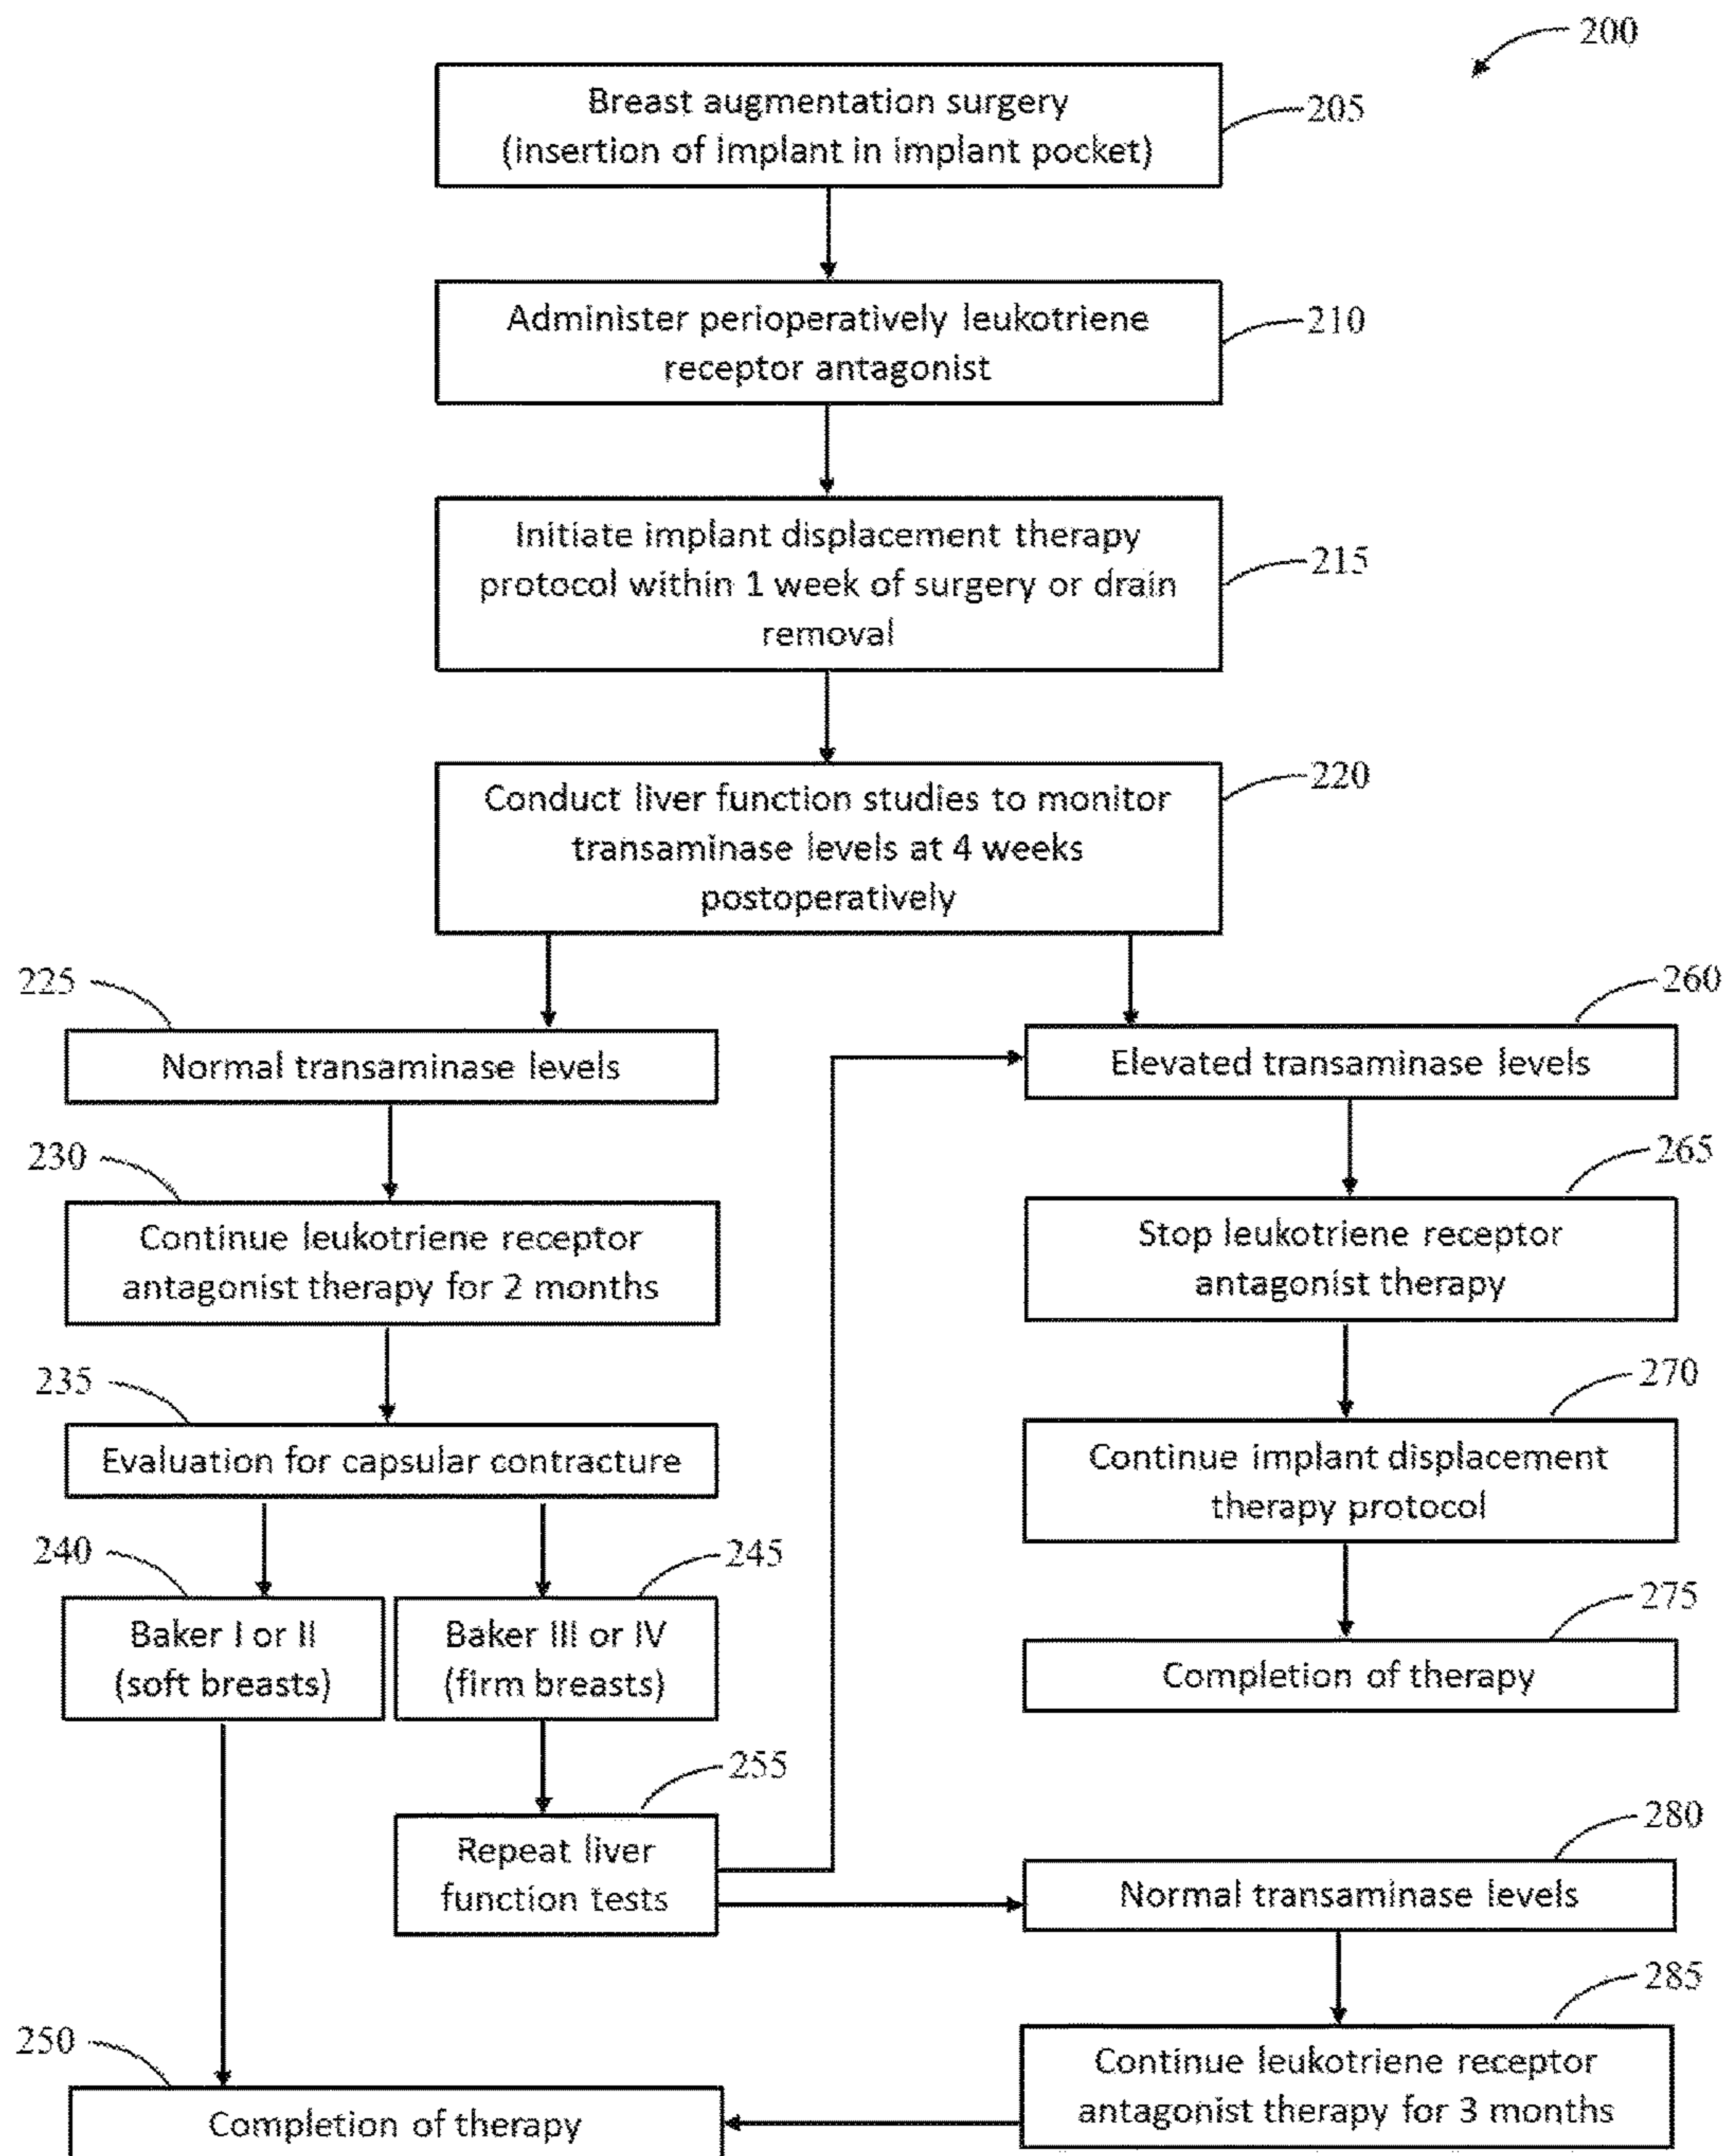 200
Breast augmentation surgery
(insertion of implant in implant pocket)
205
Administer perioperatively leukotriene
receptor antagonist
210
Initiate implant displacement therapy
protocol within 1 week of surgery or drain
removal
215
Conduct liver function studies to monitor
transaminase levels at 4 weeks
postoperatively
220
225
Normal transaminase levels
230
Continue leukotriene receptor
antagonist therapy for 2 months
235
Evaluation for capsular contracture
240
Baker I or II
(soft breasts)
245
Baker III or IV
(firm breasts)
255
Repeat liver
function tests
260
Elevated transaminase levels
265
Stop leukotriene receptor
antagonist therapy
270
Continue implant displacement
therapy protocol
275
Completion of therapy
280
Normal transaminase levels
285
Continue leukotriene receptor
antagonist therapy for 3 months
250
Completion of therapy